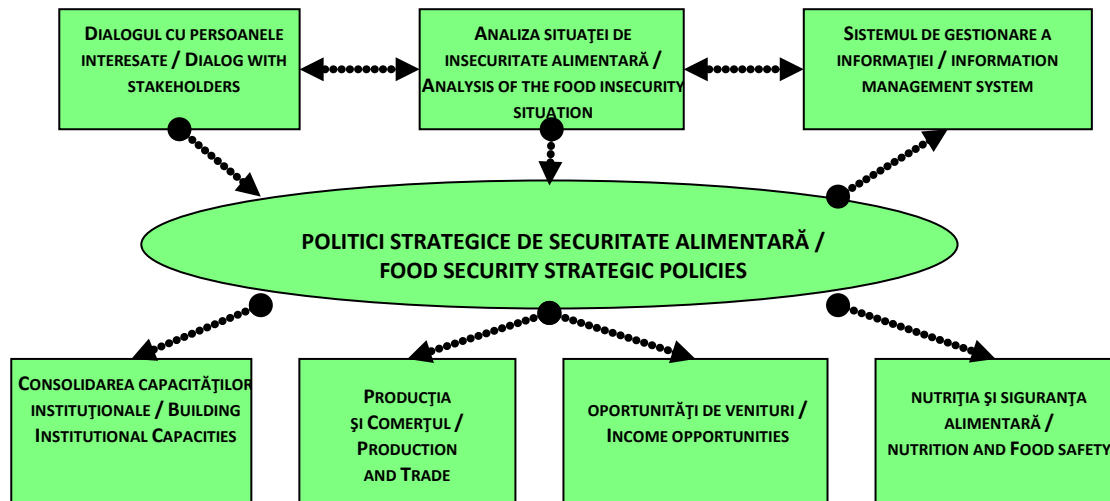 Dialogul cu persoanele
interesate / Dialog with
stakeholders
Analiza situaţei de
insecuritate alimentară /
Analysis of the food insecurity
situation
Sistemul de gestionare a
informaţiei / information
management system
POLITICI STRATEGICE DE SECURITATE ALIMENTARĂ /
FOOD SECURITY STRATEGIC POLICIES
Consolidarea capacităţilor
instituţionale / Building
Institutional Capacities
Producţia
şi Comerţul /
Production
and Trade
oportunităţi de venituri /
Income opportunities
nutriţia şi siguranţa
alimentară /
nutrition and Food safety